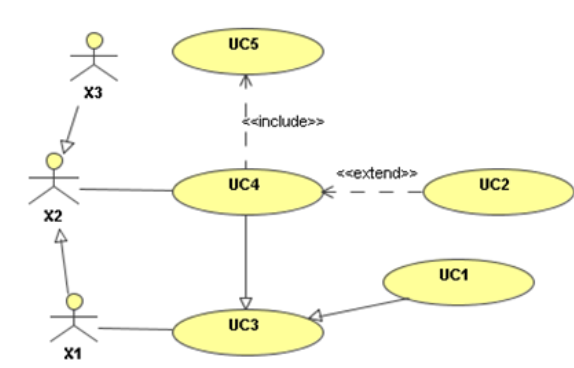 UC5
X3
<<include>>
<<extend>>
UC4
UC2
X2
UC1
UC3
X1